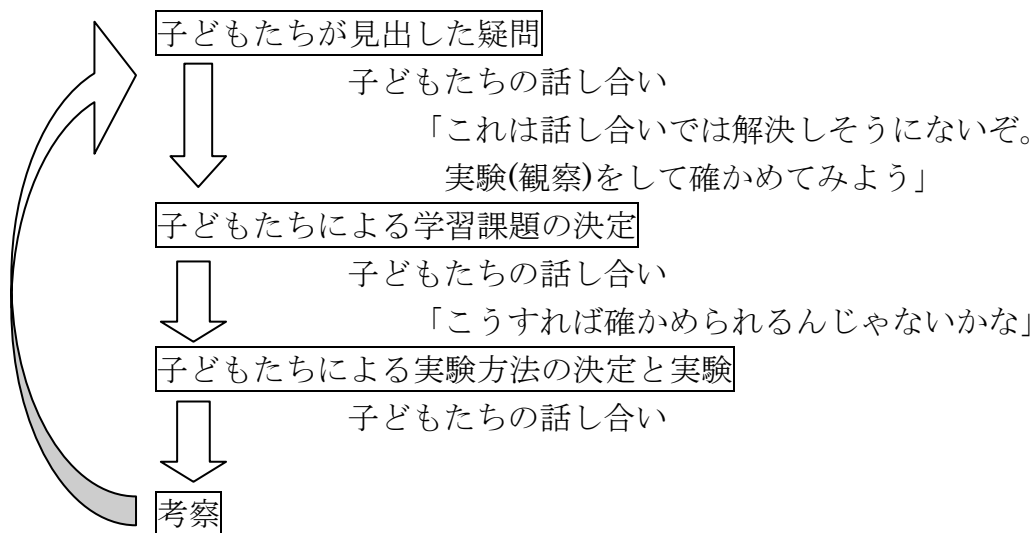 子どもたちが見出した疑問
子どもたちの話し合い
「これは話し合いでは解決しそうにないぞ。
実験(観察)をして確かめてみよう」
子どもたちによる学習課題の決定
子どもたちの話し合い
「こうすれば確かめられるんじゃないかな」
子どもたちによる実験方法の決定と実験
子どもたちの話し合い
考察